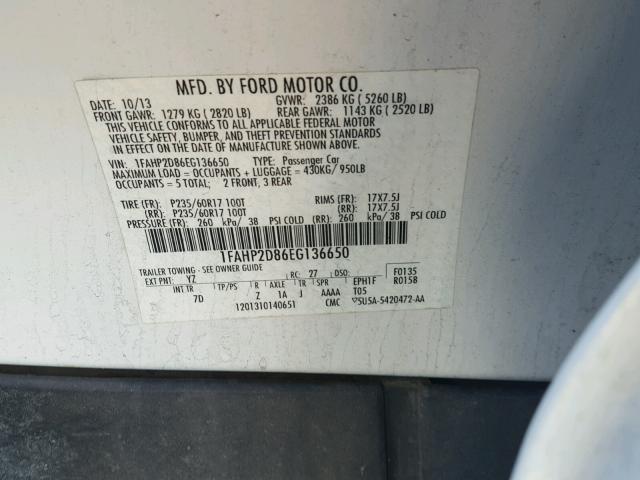 MFD. BY FORD MOTOR CO.
DATE: 10/13 GVWR: 2386 KG ( 5260 LB)
FRONT GAWR: 1279 KG ( 2820 LB) REAR GAWR: 1143 KG ( 2520 LB)
THIS VEHICLE CONFORMS TO ALL APPLICABLE FEDERAL MOTOR
VEHICLE SAFETY, BUMPER, AND THEFT PREVENTION STANDARDS
IN EFFECT ON THE DATE OF MANUFACTURE SHOWN ABOVE.
VIN: 1FAHP2D86EG136650 TYPE: Passenger Car
MAXIMUM LOAD = OCCUPANTS + LUGGAGE = 430KG/ 950LB
OCCUPANTS = 5 TOTAL; 2 FRONT, 3 REAR
TIRE (FR): P235/60R17 100T RIMS (FR): 17X7.5J
(RR): P235/60R17 100T (RR): 17X7.5J
PRESSURE (FR): 260 kPa/ 38 PSI COLD (RR): 260 kPa/ 38 PSI COLD
1FAHP2D86EG136650
TRAILER TOWING - SEE OWNER GUIDE
EXT PNT: YZ RC: 27 DSO: F0135
INT TR TP/PS R AXLE TR SPR EPH1F R0158
7D Z 1A J AAAA T05
1201310140651 CMC 5U5A-5420472-AA